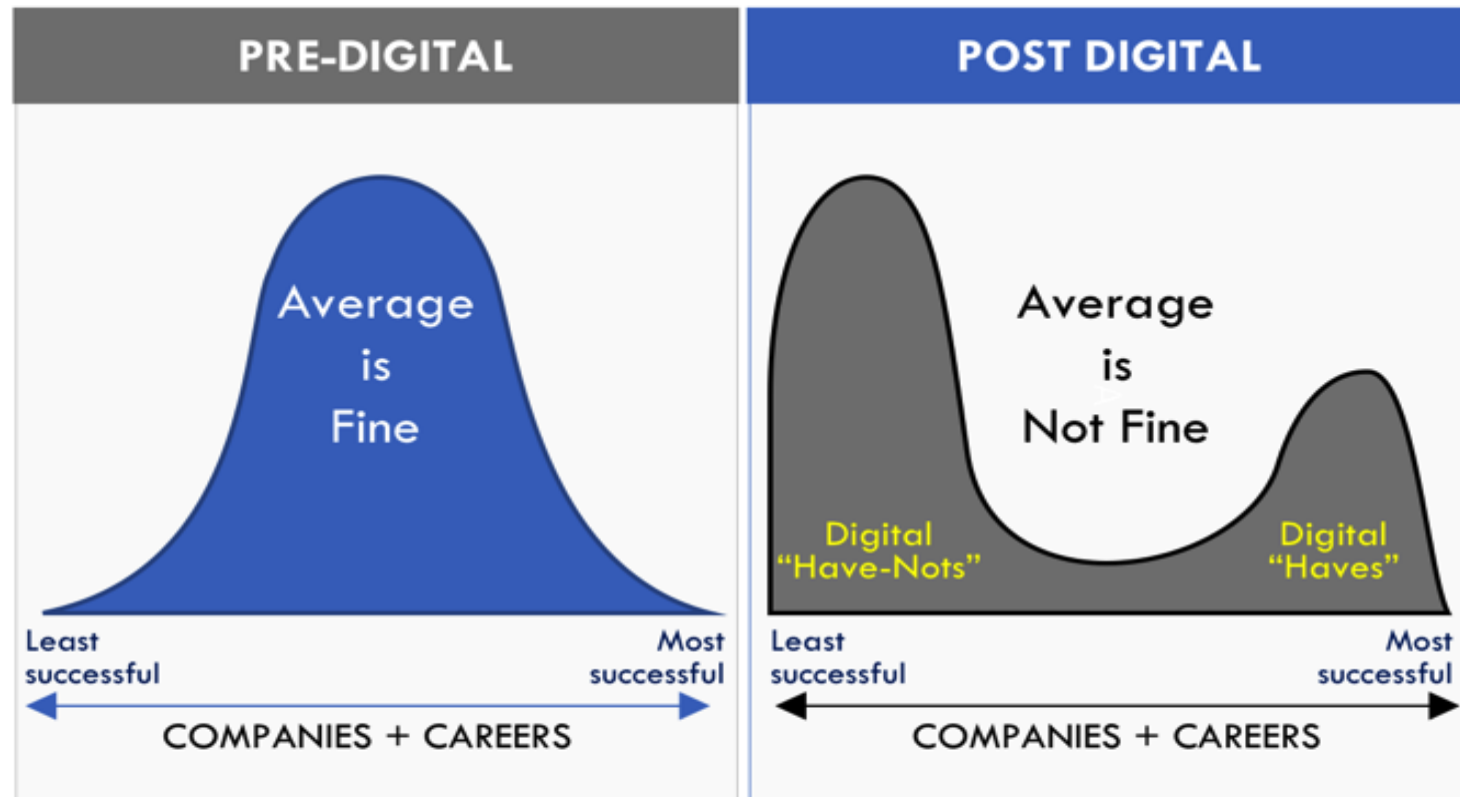 PRE-DIGITAL
Average
is
Fine
Least
successful
Most
successful
COMPANIES + CAREERS
POST DIGITAL
Average
is
Not Fine
Digital
“Have-Nots”
Digital
“Haves”
Least
successful
Most
successful
COMPANIES + CAREERS